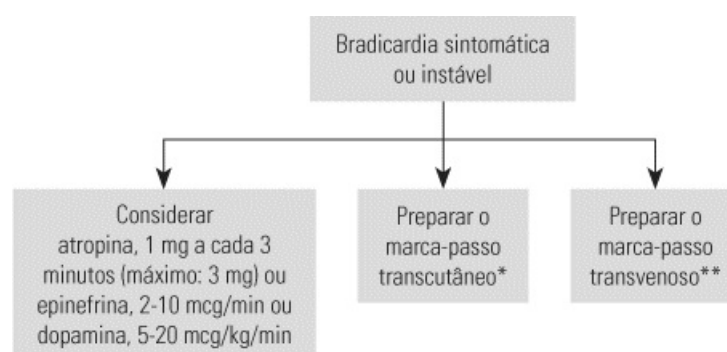 Bradicardia sintomática
ou instável
Considerar
atropina, 1 mg a cada 3
minutos (máximo: 3 mg) ou
epinefrina, 2-10 mcg/min ou
dopamina, 5-20 mcg/kg/min
Preparar o
marca-passo
transcutâneo*
Preparar o
marca-passo
transvenoso**